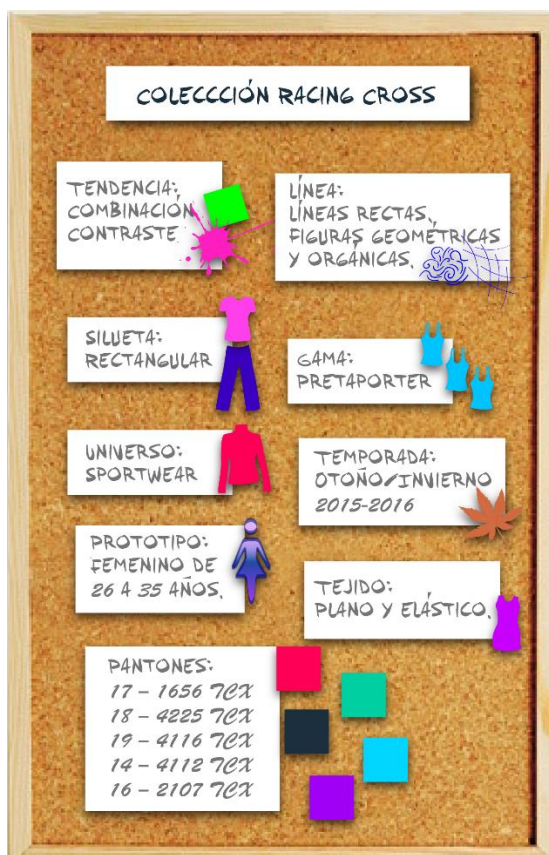 COLECCCIÓN RACING CROSS
TENDENCIA:
COMBINACIÓN
CONTRASTE
LÍNEA:
LÍNEAS RECTAS,
FIGURAS GEOMÉTRICAS
Y ORGÁNICAS.
SILUETA:
RECTANGULAR
GAMA:
PRETAPORTER
UNIVERSO:
SPORTWEAR
TEMPORADA:
OTOÑO/INVIERNO
2015-2016
PROTOTIPO:
FEMENINO DE
26 A 35 AÑOS.
TEJIDO:
PLANO Y ELÁSTICO.
PANTONES:
17 - 1656 TCX
18 - 4225 TCX
19 - 4116 TCX
14 - 4112 TCX
16 - 2107 TCX